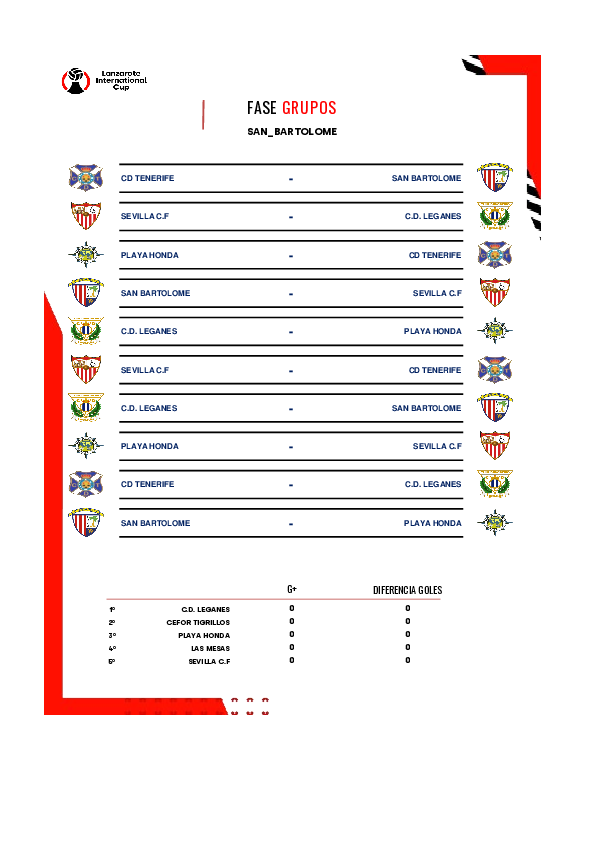 Lanzarote
International
Cup
FASE GRUPOS
SAN_BARTOLOME
CD TENERIFE - SAN BARTOLOME
SEVILLA C.F - C.D. LEGANES
PLAYA HONDA - CD TENERIFE
SAN BARTOLOME - SEVILLA C.F
C.D. LEGANES - PLAYA HONDA
SEVILLA C.F - CD TENERIFE
C.D. LEGANES - SAN BARTOLOME
PLAYA HONDA - SEVILLA C.F
CD TENERIFE - C.D. LEGANES
SAN BARTOLOME - PLAYA HONDA
G+ DIFERENCIA GOLES
1º C.D. LEGANES 0 0
2º CEFOR TIGRILLOS 0 0
3º PLAYA HONDA 0 0
4º LAS MESAS 0 0
5º SEVILLA C.F 0 0